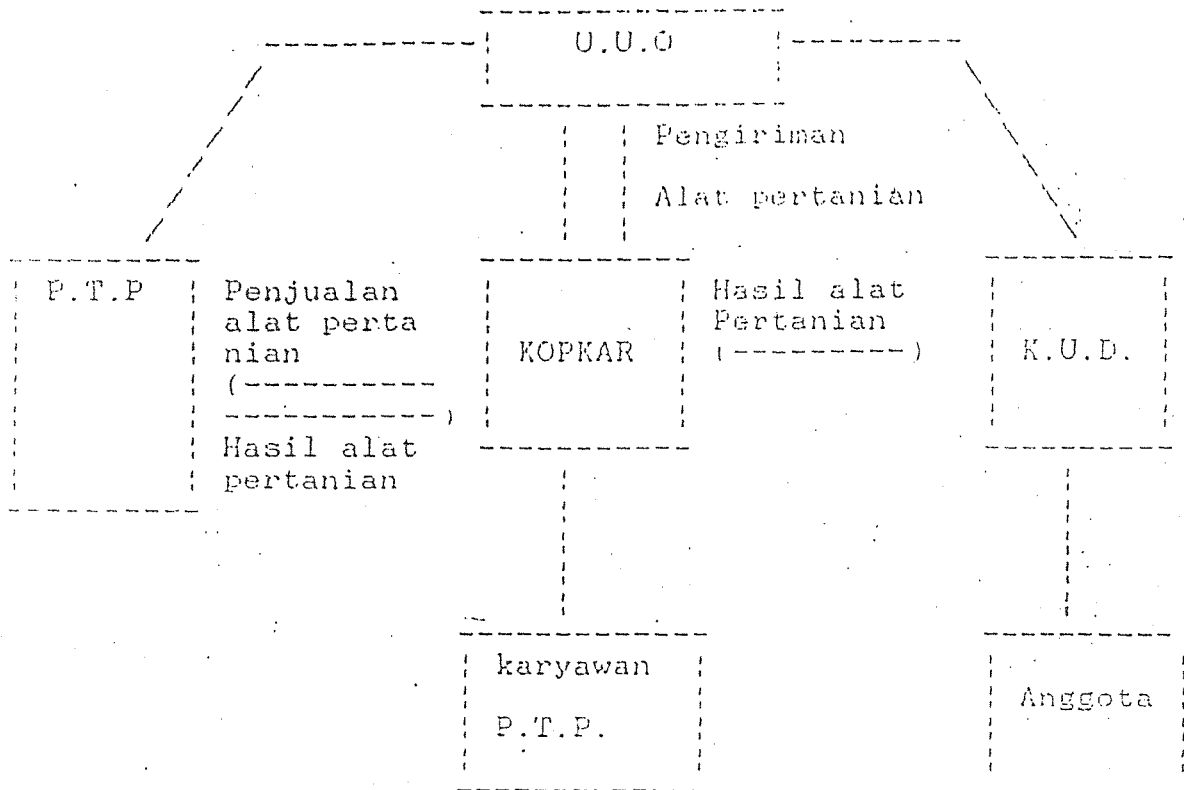 U.U.O
Pengiriman
Alat pertanian
P.T.P
Penjualan
alat perta
nian
Hasil alat
pertanian
KOPKAR
Hasil alat
Pertanian
K.U.D.
karyawan
P.T.P.
Anggota